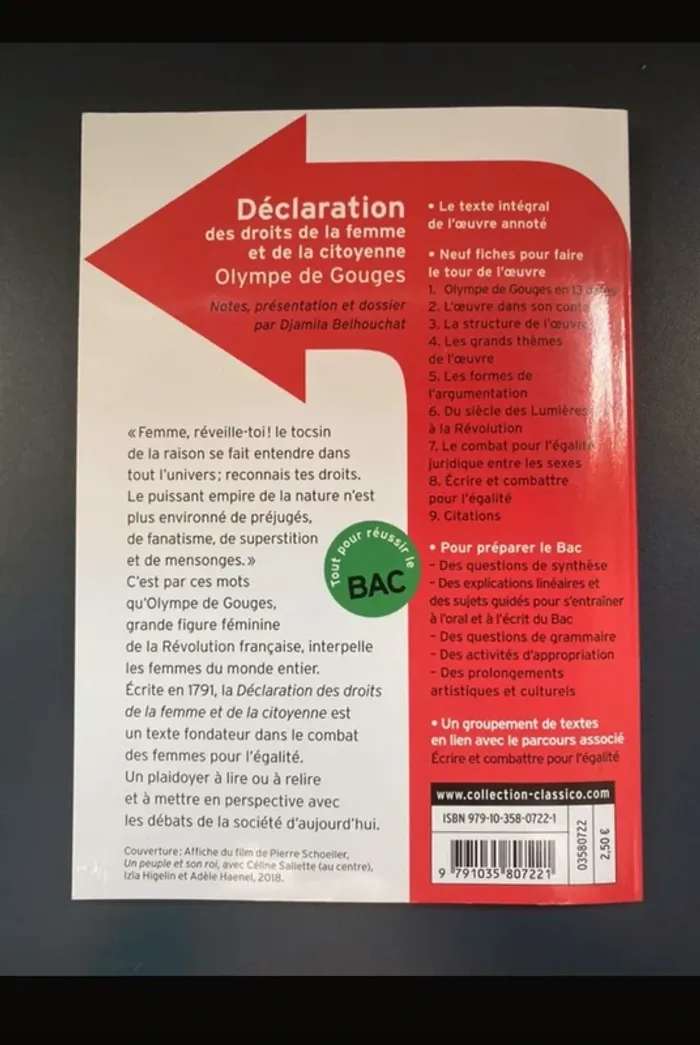 Déclaration
des droits de la femme
et de la citoyenne
Olympe de Gouges
Notes, présentation et dossier
par Djamila Belhouchat
« Femme, réveille-toi ! le tocsin
de la raison se fait entendre dans
tout l'univers ; reconnais tes droits.
Le puissant empire de la nature n'est
plus environné de préjugés,
de fanatisme, de superstition
et de mensonges. »
C'est par ces mots
qu'Olympe de Gouges,
grande figure féminine
de la Révolution française, interpelle
les femmes du monde entier.
Écrite en 1791, la Déclaration des droits
de la femme et de la citoyenne est
un texte fondateur dans le combat
des femmes pour l'égalité.
Un plaidoyer à lire ou à relire
et à mettre en perspective avec
les débats de la société d'aujourd'hui.
Couverture : Affiche du film de Pierre Schoeller,
Un peuple et son roi, avec Céline Sallette (au centre),
Izïa Higelin et Adèle Haenel, 2018.
Tout pour réussir le
BAC
• Le texte intégral
de l'œuvre annoté
• Neuf fiches pour faire
le tour de l'œuvre
1. Olympe de Gouges en 13 dates
2. L'œuvre dans son
3. La structure de l'œuvre
4. Les grands thèmes
de l'œuvre
5. Les formes de
l'argumentation
6. Du siècle des Lumières
à la Révolution
7. Le combat pour l'égalité
juridique entre les sexes
8. Écrire et combattre
pour l'égalité
9. Citations
• Pour préparer le Bac
– Des questions de synthèse
– Des explications linéaires et
des sujets guidés pour s'entraîner
à l'oral et à l'écrit du Bac
– Des questions de grammaire
– Des activités d'appropriation
– Des prolongements
artistiques et culturels
• Un groupement de textes
en lien avec le parcours associé
Écrire et combattre pour l'égalité
www.collection-classico.com
ISBN 979-10-358-0722-1
9 791035 807221
03580722
2,50 €